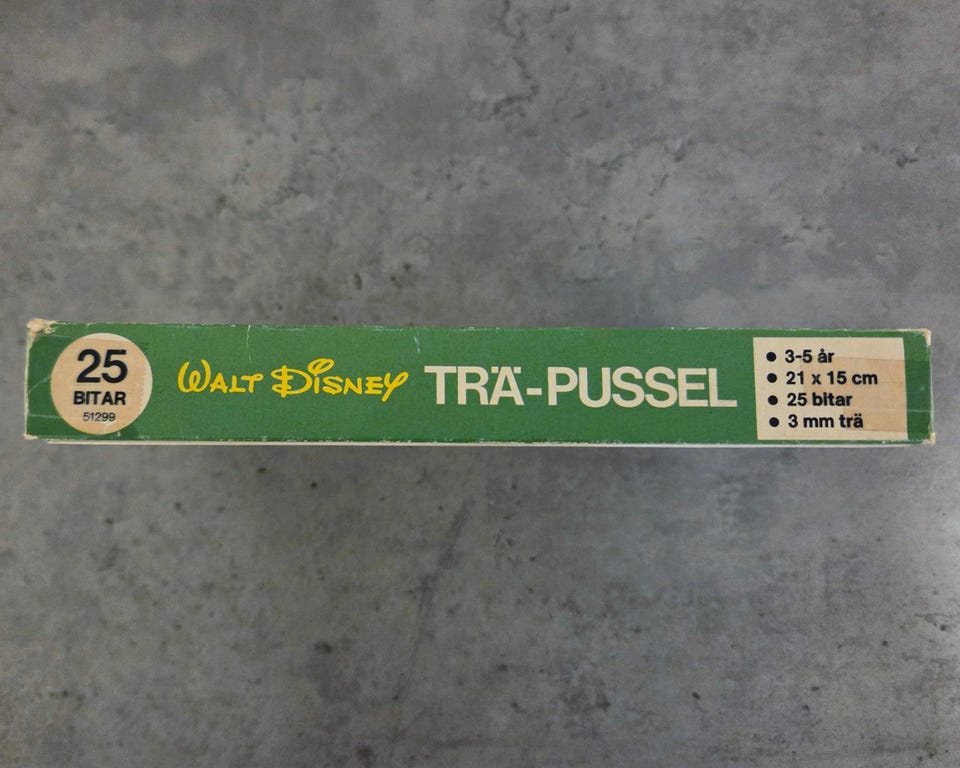 25
BITAR
51299
WALT DISNEY TRÄ-PUSSEL
● 3-5 år
● 21 x 15 cm
● 25 bitar
● 3 mm trä